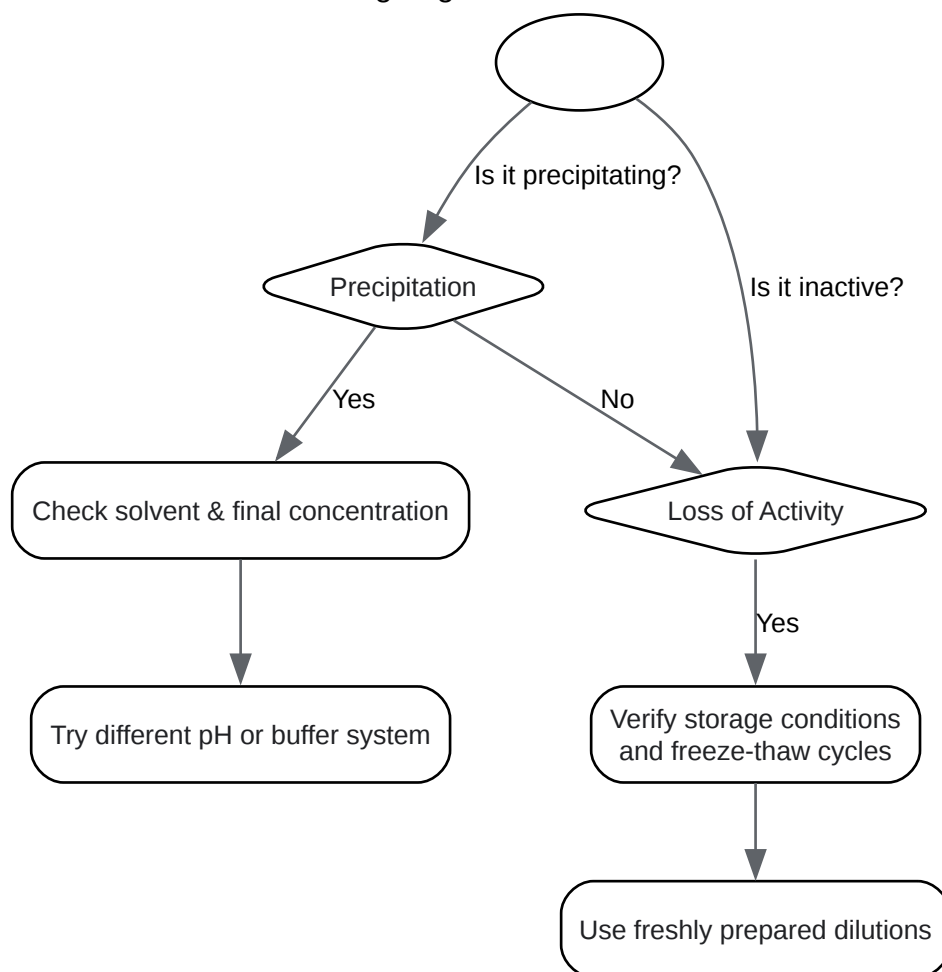 Is it precipitating?
Precipitation
Is it inactive?
Yes
No
Check solvent & final concentration
Loss of Activity
Yes
Try different pH or buffer system
Verify storage conditions
and freeze-thaw cycles
Use freshly prepared dilutions